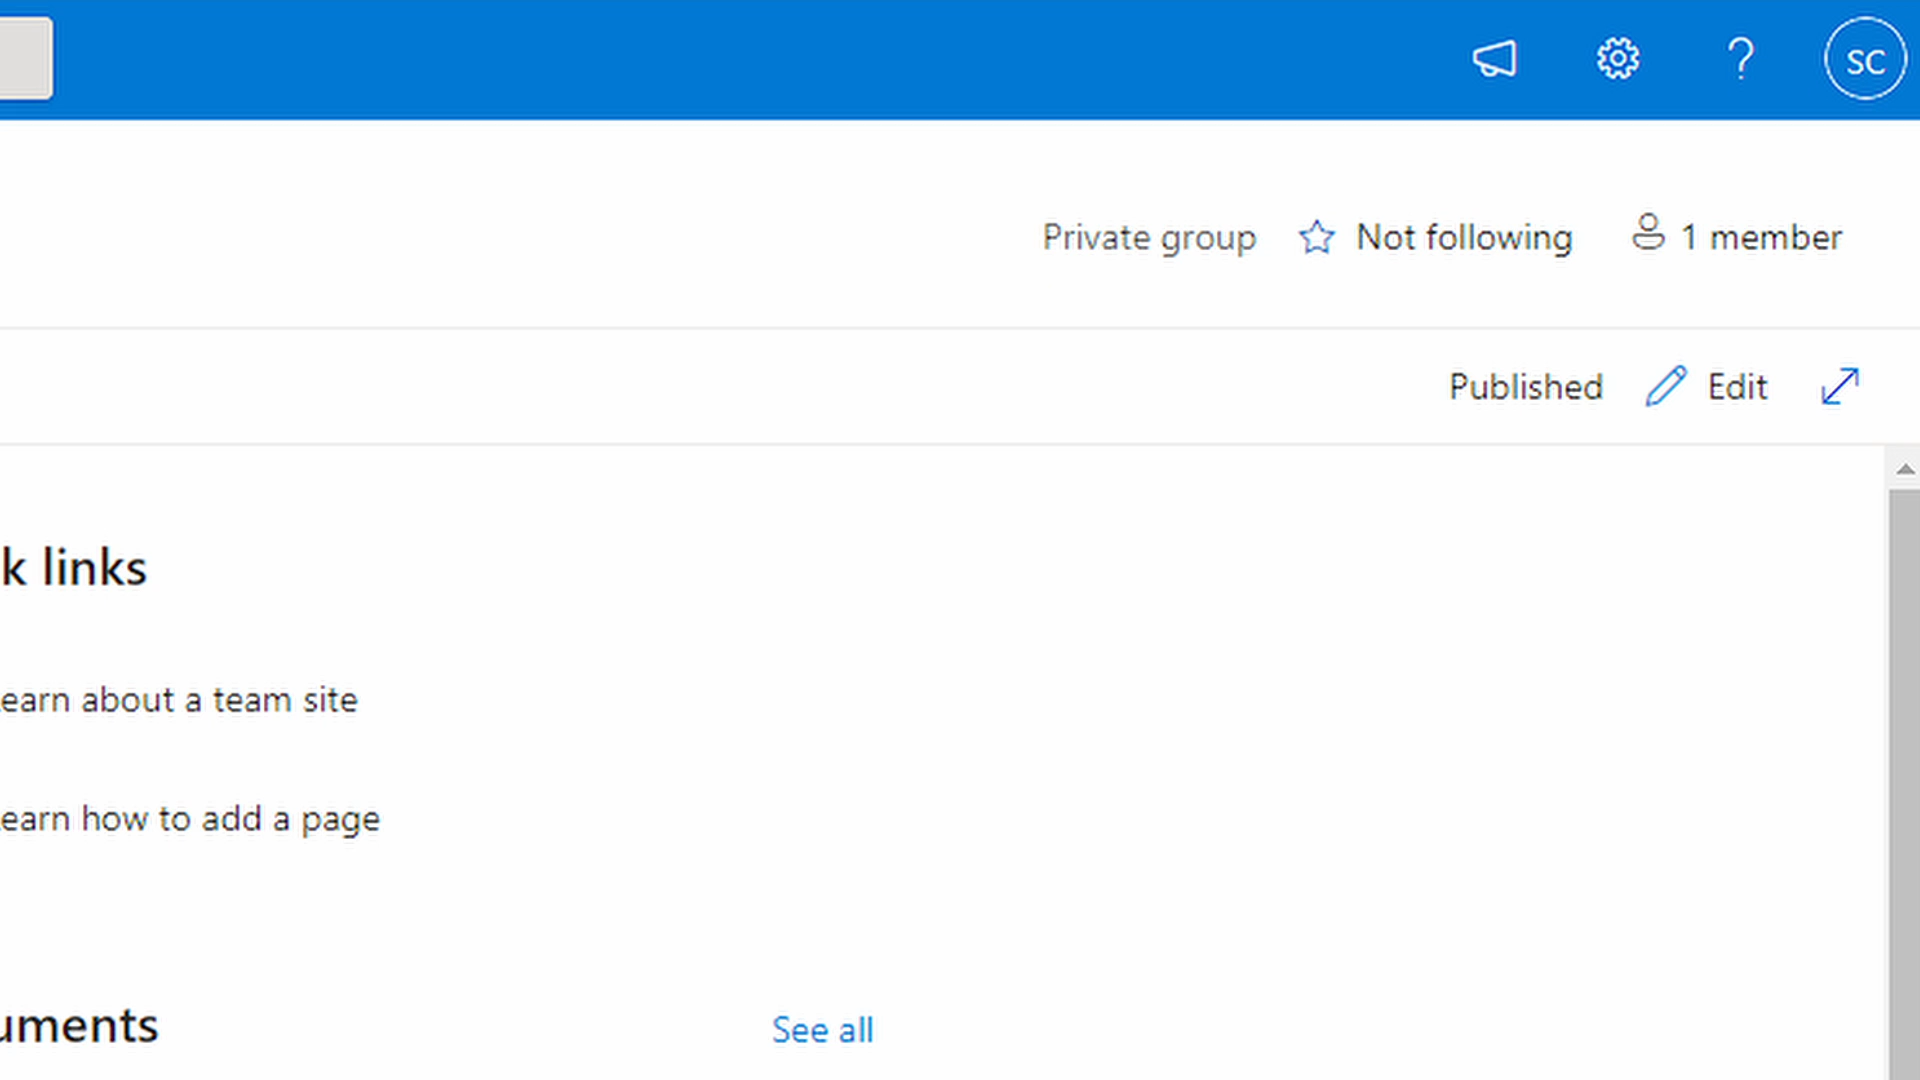 SC
Private group Not following 1 member
Published Edit
k links
earn about a team site
earn how to add a page
uments See all